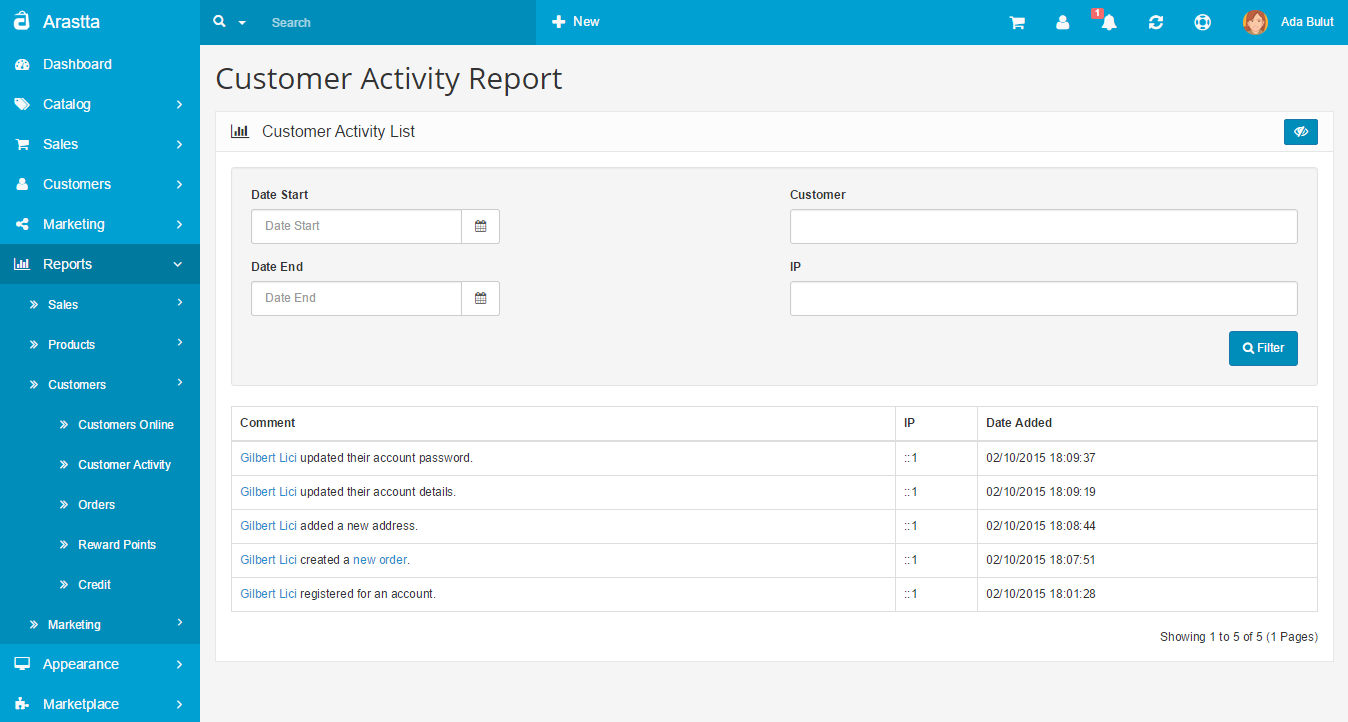 Arastta
Search
New
1
Ada Bulut
Dashboard
Catalog
Sales
Customers
Marketing
Reports
Sales
Products
Customers
Customers Online
Customer Activity
Orders
Reward Points
Credit
Marketing
Appearance
Marketplace
Customer Activity Report
Customer Activity List
Date Start
Date Start
Date End
Date End
Customer
IP
Filter
Comment IP Date Added
Gilbert Lici updated their account password. ::1 02/10/2015 18:09:37
Gilbert Lici updated their account details. ::1 02/10/2015 18:09:19
Gilbert Lici added a new address. ::1 02/10/2015 18:08:44
Gilbert Lici created a new order. ::1 02/10/2015 18:07:51
Gilbert Lici registered for an account. ::1 02/10/2015 18:01:28
Showing 1 to 5 of 5 (1 Pages)